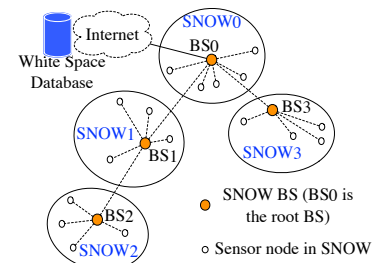 SNOW0
Internet
BS0
White Space
Database
BS3
SNOW1
BS1
SNOW3
SNOW BS (BS0 is
the root BS)
BS2
SNOW2
Sensor node in SNOW